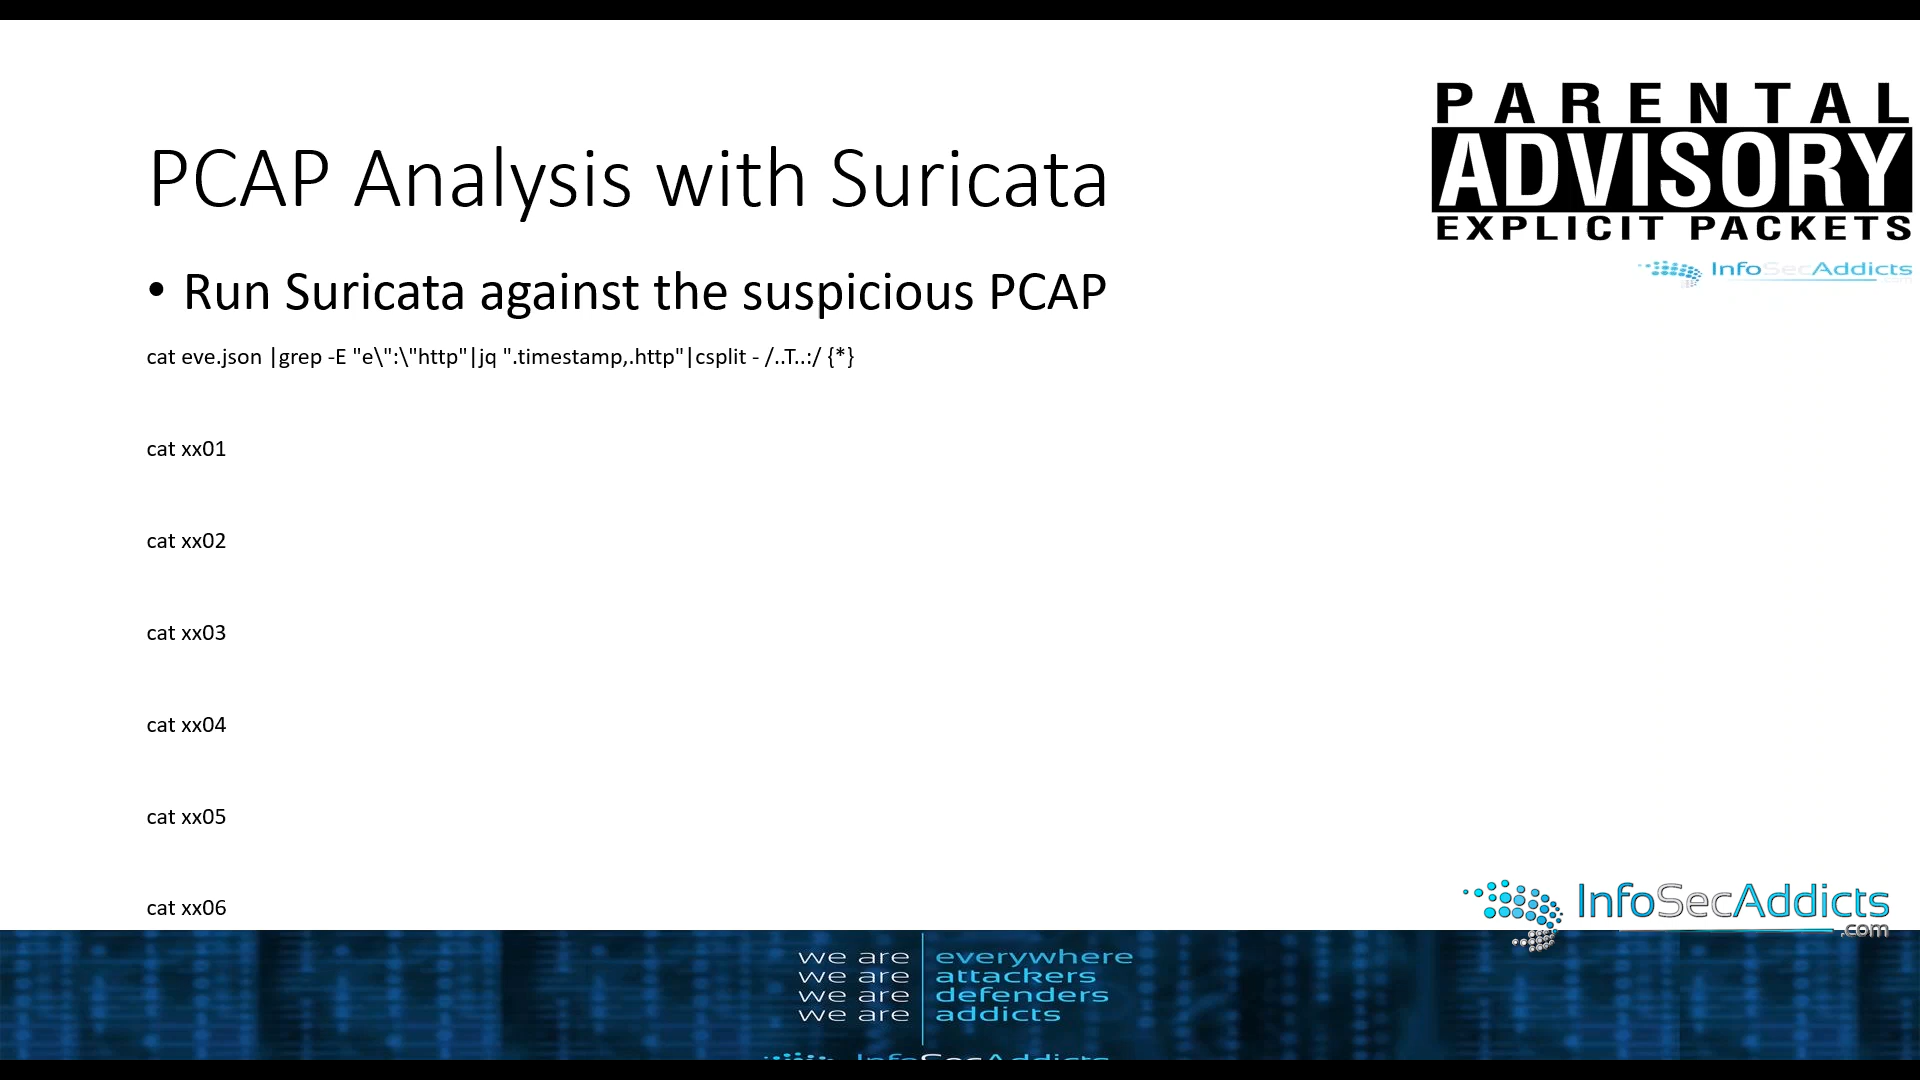 PARENTAL
ADVISORY
EXPLICIT PACKETS
InfoSecAddicts
PCAP Analysis with Suricata
• Run Suricata against the suspicious PCAP
cat eve.json |grep -E "e\":\"http"|jq ".timestamp,.http"|csplit - /..T..:/ {*}
cat xx01
cat xx02
cat xx03
cat xx04
cat xx05
cat xx06
InfoSecAddicts
.com
we are everywhere
we are attackers
we are defenders
we are addicts
InfoSecAddicts